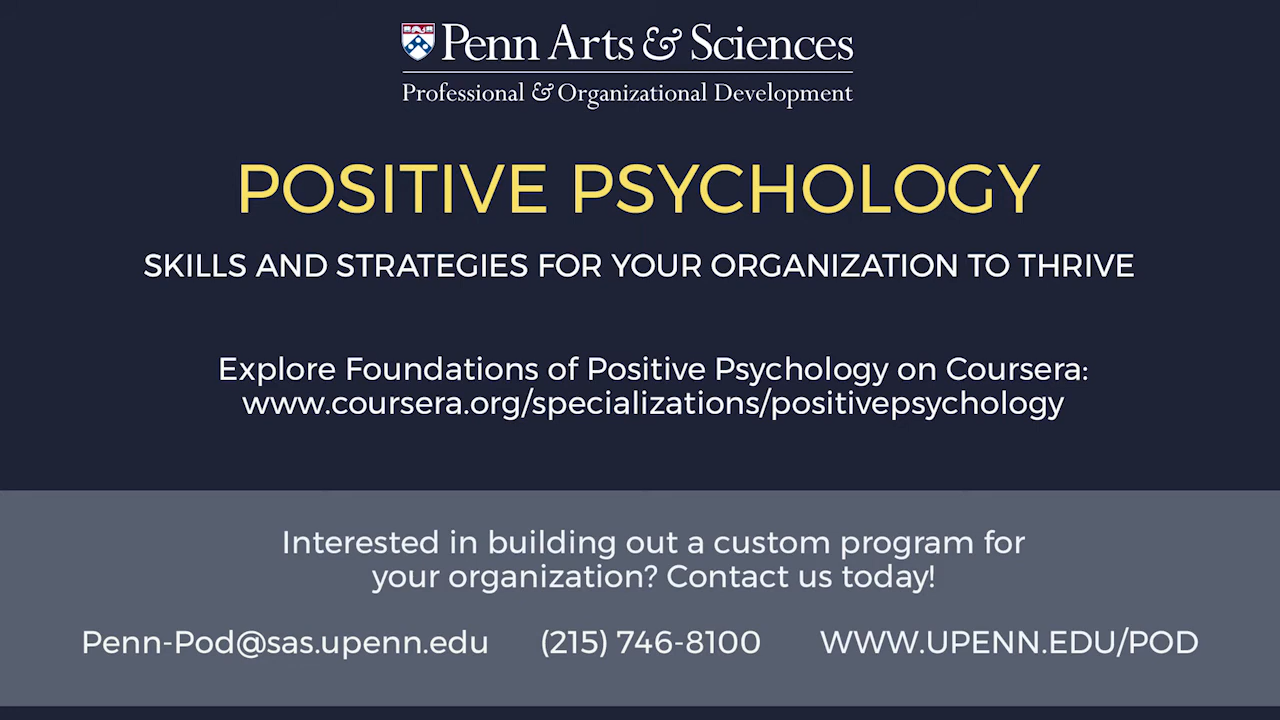 Penn Arts & Sciences
Professional & Organizational Development
POSITIVE PSYCHOLOGY
SKILLS AND STRATEGIES FOR YOUR ORGANIZATION TO THRIVE
Explore Foundations of Positive Psychology on Coursera:
www.coursera.org/specializations/positivepsychology
Interested in building out a custom program for
your organization? Contact us today!
Penn-Pod@sas.upenn.edu (215) 746-8100 WWW.UPENN.EDU/POD